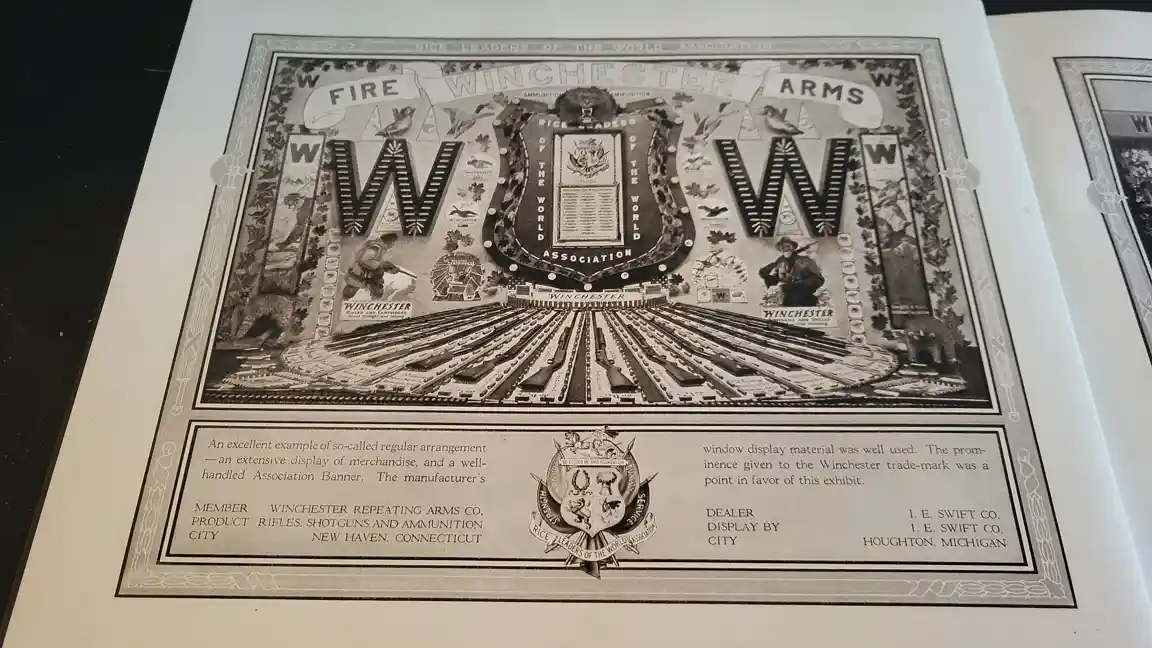 RICE LEADERS OF THE WORLD ASSOCIATION
WINCHESTER
FIRE
ARMS
AMMUNITION
AMMUNITION
W
W
W
W
W
W
RICE LEADERS
OF THE WORLD
OF THE WORLD
ASSOCIATION
WINCHESTER
WINCHESTER
WINCHESTER
W
An excellent example of so-called regular arrangement
—an extensive display of merchandise, and a well-
handled Association Banner. The manufacturer's
window display material was well used. The prom-
inence given to the Winchester trade-mark was a
point in favor of this exhibit.
MEMBER WINCHESTER REPEATING ARMS CO.
PRODUCT RIFLES, SHOTGUNS AND AMMUNITION
CITY NEW HAVEN, CONNECTICUT
SERVICE
RICE LEADERS OF THE WORLD ASSOCIATION
DEALER I. E. SWIFT CO.
DISPLAY BY I. E. SWIFT CO.
CITY HOUGHTON, MICHIGAN
W